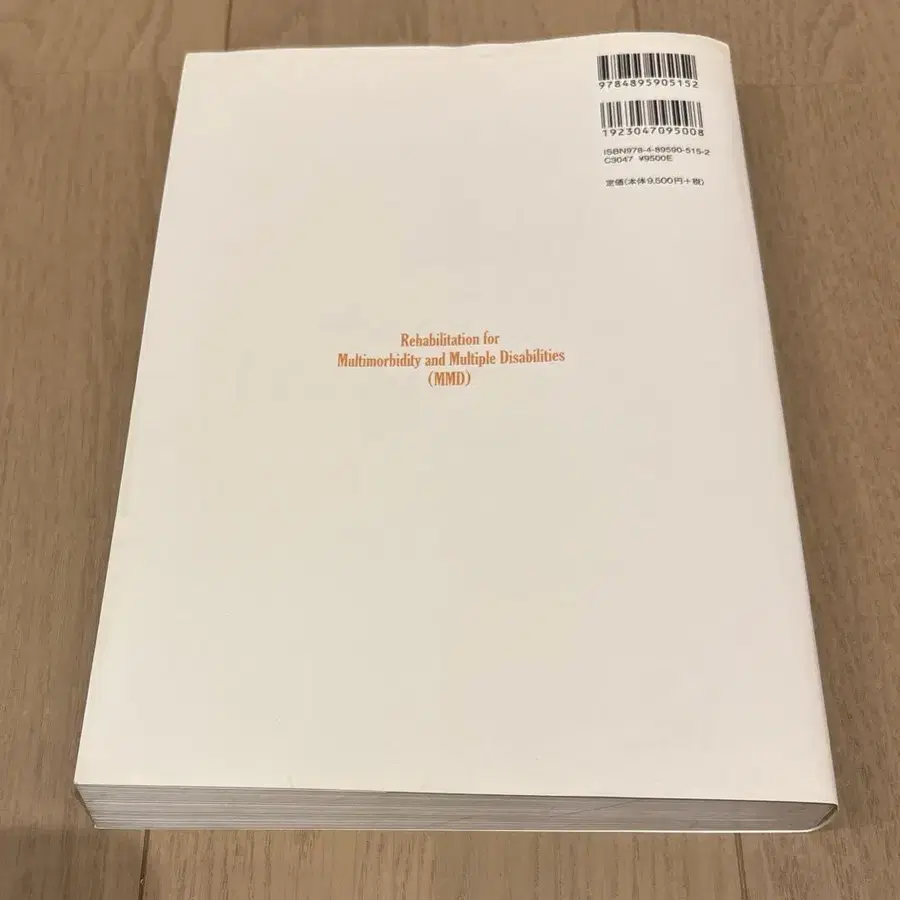 9784895905152
1923047095008
ISBN978-4-89590-515-2
C3047 ¥9500E
定価(本体9,500円+税)
Rehabilitation for
Multimorbidity and Multiple Disabilities
(MMD)